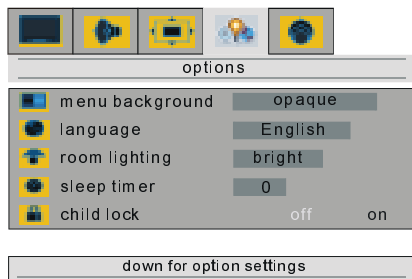 options
menu background opaque
language English
room lighting bright
sleep timer 0
child lock off on
down for option settings